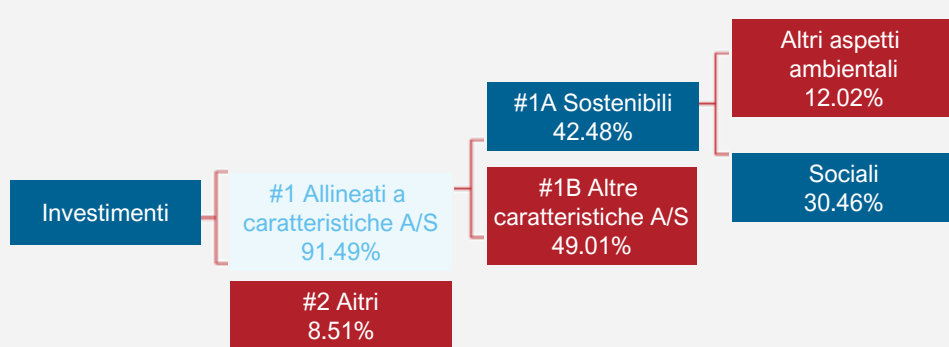 Investimenti
#1 Allineati a
caratteristiche A/S
91.49%
#2 Aitri
8.51%
#1A Sostenibili
42.48%
#1B Altre
caratteristiche A/S
49.01%
Altri aspetti
ambientali
12.02%
Sociali
30.46%